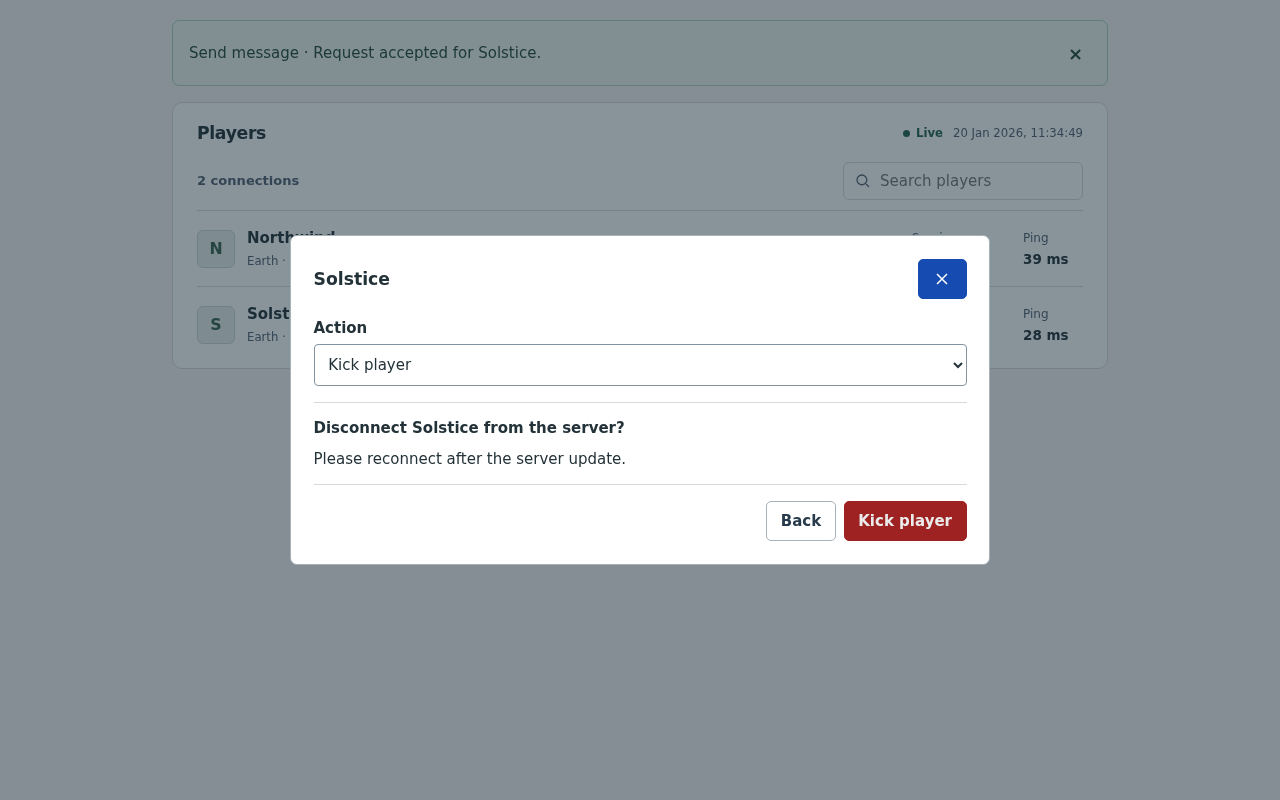 Send message · Request accepted for Solstice.
Players
Live 20 Jan 2026, 11:34:49
2 connections
Search players
N
Ping
Earth ·
39 ms
Solstice
Action
Kick player
Disconnect Solstice from the server?
Please reconnect after the server update.
Back Kick player
S
Earth ·
Ping
28 ms